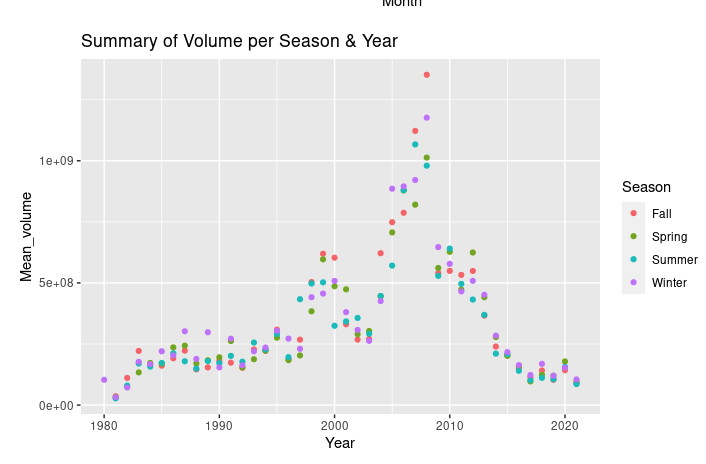 Month
Summary of Volume per Season & Year
Mean_volume
1e+09
5e+08
0e+00
1980
1990
2000
2010
2020
Year
Season
Fall
Spring
Summer
Winter